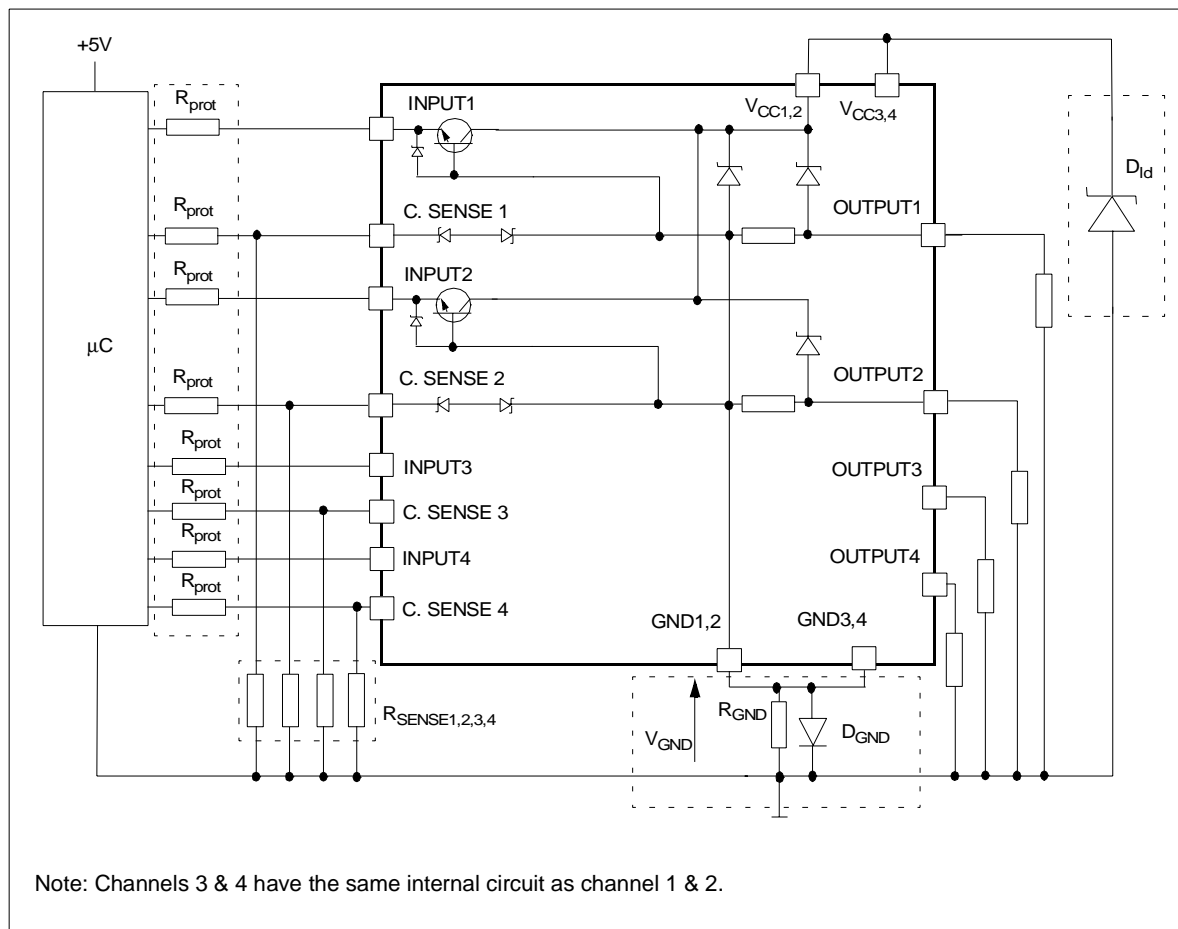 +5V
μC
Rprot
Rprot
Rprot
Rprot
Rprot
Rprot
Rprot
Rprot
INPUT1
C. SENSE 1
INPUT2
C. SENSE 2
INPUT3
C. SENSE 3
INPUT4
C. SENSE 4
VCC1,2
VCC3,4
OUTPUT1
OUTPUT2
OUTPUT3
OUTPUT4
Dld
GND1,2
GND3,4
RSENSE1,2,3,4
VGND
RGND
DGND
Note: Channels 3 & 4 have the same internal circuit as channel 1 & 2.